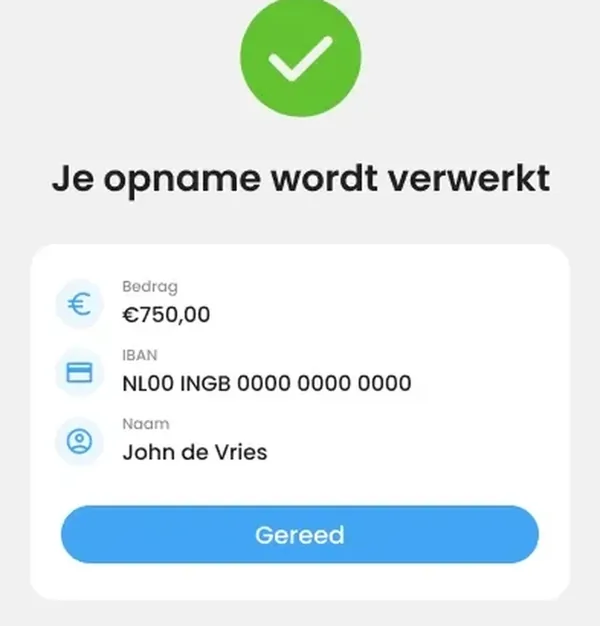 Je opname wordt verwerkt
Bedrag
€750,00
IBAN
NL00 INGB 0000 0000 0000
Naam
John de Vries
Gereed